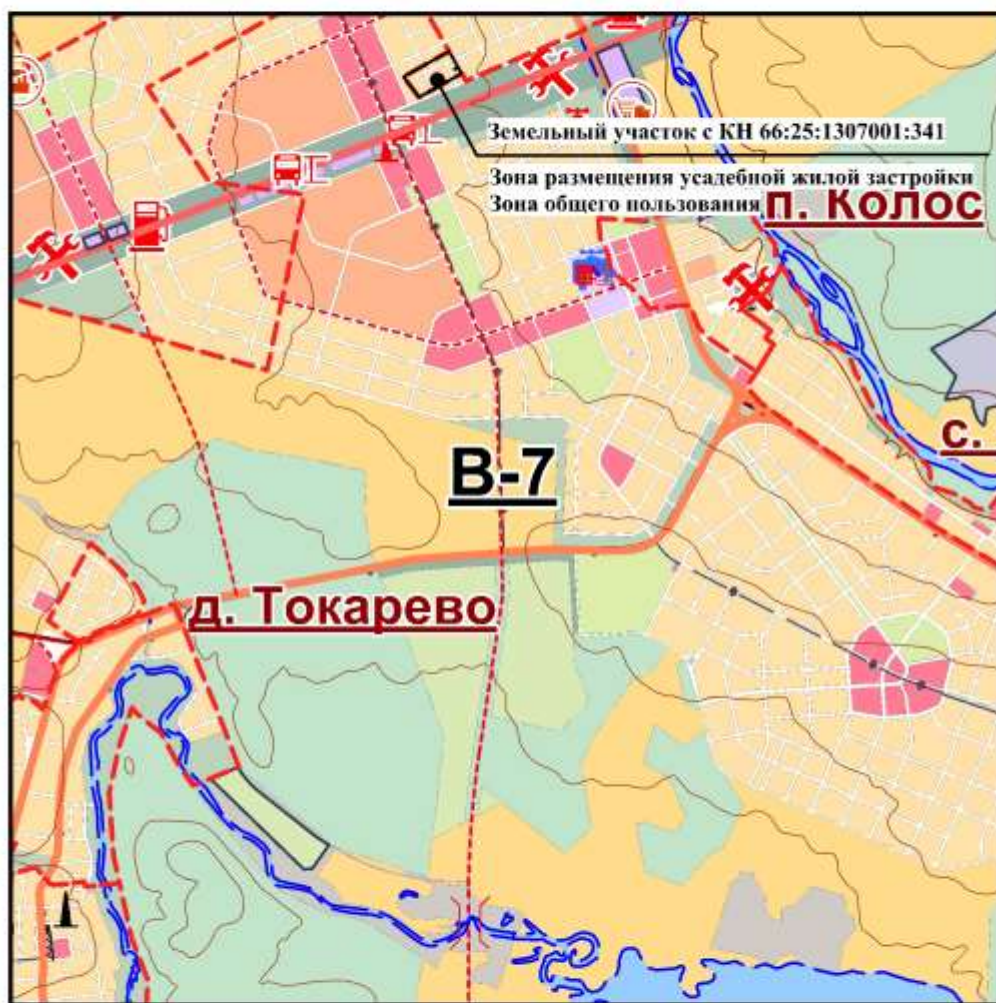 Земельный участок с КН 66:25:1307001:341
Зона размещения усадебной жилой застройки
Зона общего пользования
п. Колос
с.
В-7
д. Токарево